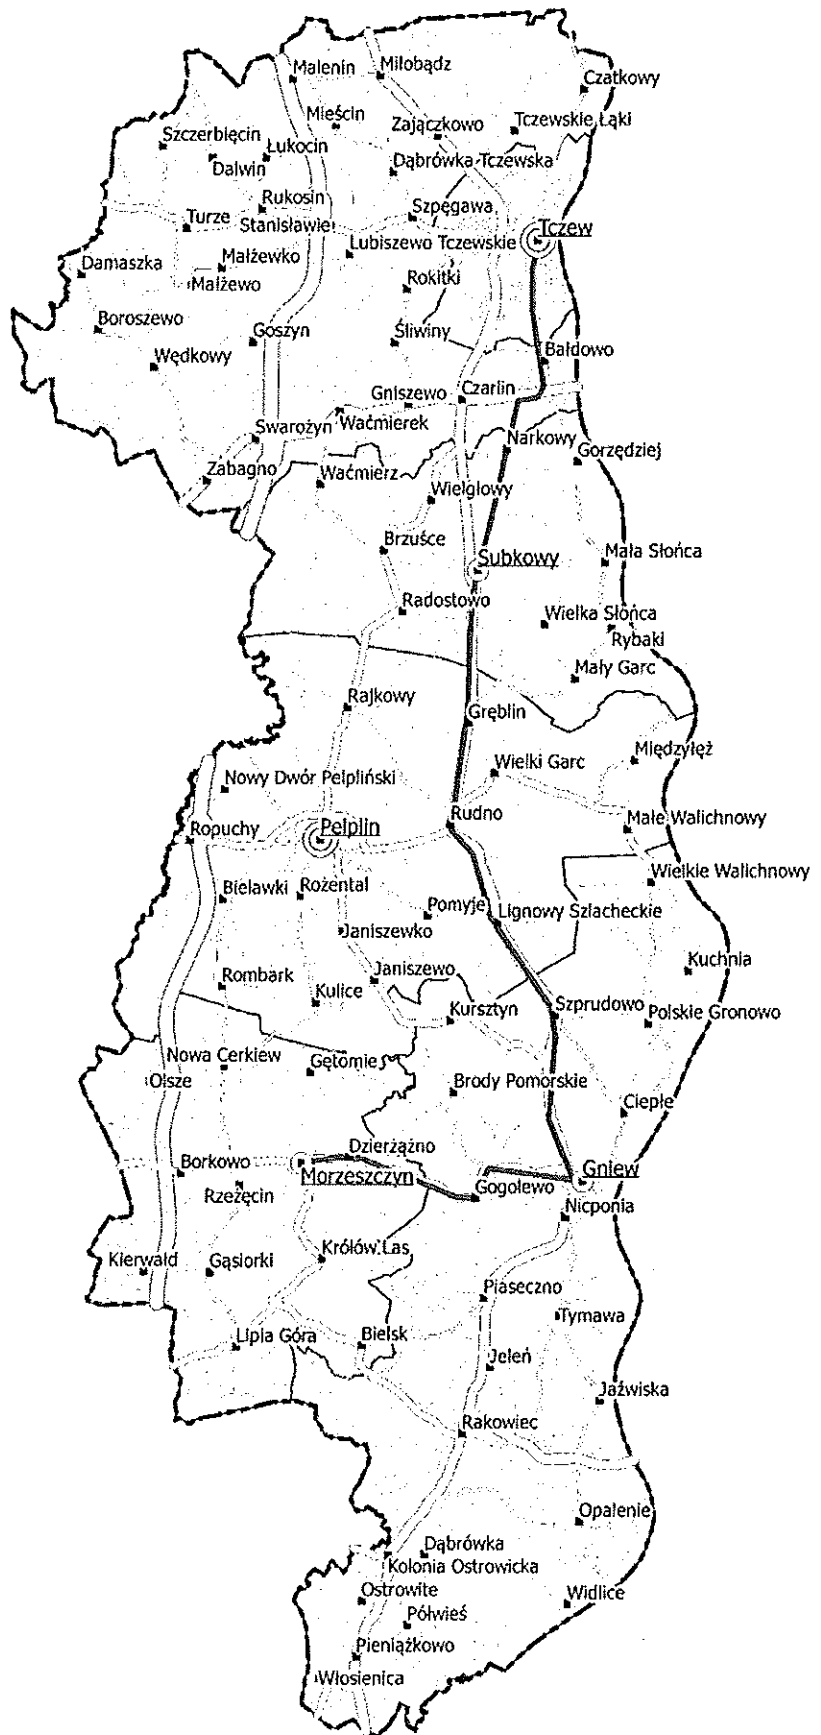 Malenin
Miłobądz
Czatkowy
Mieścin
Zajączkowo
Tczewskie Łąki
Szczerbięcin
Łukocin
Dalwin
Dąbrówka Tczewska
Rukosin
Szpęgawa
Turze
Stanisławie
Tczew
Lubiszewo Tczewskie
Damaszka
Małżewko
Małżewo
Rokitki
Boroszewo
Goszyn
Śliwiny
Bałdowo
Wędkowy
Gniszewo
Czarlin
Swarożyn
Waćmierek
Narkowy
Gorzędziej
Zabagno
Waćmierz
Wielgłowy
Brzuśce
Subkowy
Mała Słońca
Radostowo
Wielka Słońca
Rybaki
Mały Garc
Rajkowy
Gręblin
Międzyłęż
Nowy Dwór Pelpliński
Wielki Garc
Ropuchy
Pelplin
Rudno
Małe Walichnowy
Wielkie Walichnowy
Bielawki
Rożental
Pomyje
Lignowy Szlacheckie
Janiszewko
Kuchnia
Rombark
Janiszewo
Kulice
Kursztyn
Szprudowo
Polskie Gronowo
Nowa Cerkiew
Gętomie
Olsze
Brody Pomorskie
Ciepłe
Dzierżążno
Borkowo
Morzeszczyn
Gniew
Rzeżęcin
Gogolewo
Nicponia
Kierwałd
Gąsiorki
Królów Las
Piaseczno
Tymawa
Lipia Góra
Bielsk
Jeleń
Jaźwiska
Rakowiec
Opalenie
Dąbrówka
Kolonia Ostrowicka
Ostrowite
Widlice
Półwieś
Pieniążkowo
Włosienica